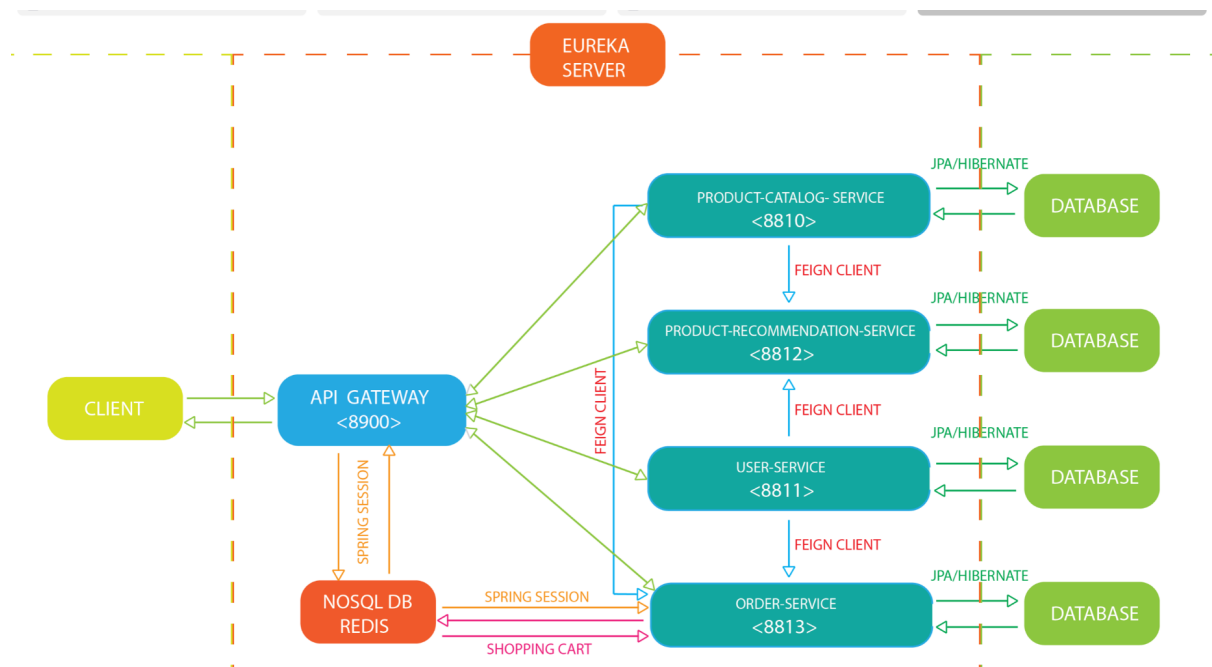 EUREKA
SERVER
JPA/HIBERNATE
PRODUCT-CATALOG- SERVICE
<8810>
DATABASE
FEIGN CLIENT
JPA/HIBERNATE
PRODUCT-RECOMMENDATION-SERVICE
<8812>
DATABASE
CLIENT
API GATEWAY
<8900>
FEIGN CLIENT
FEIGN CLIENT
JPA/HIBERNATE
USER-SERVICE
<8811>
DATABASE
SPRING SESSION
FEIGN CLIENT
JPA/HIBERNATE
NOSQL DB
REDIS
SPRING SESSION
SHOPPING CART
ORDER-SERVICE
<8813>
DATABASE